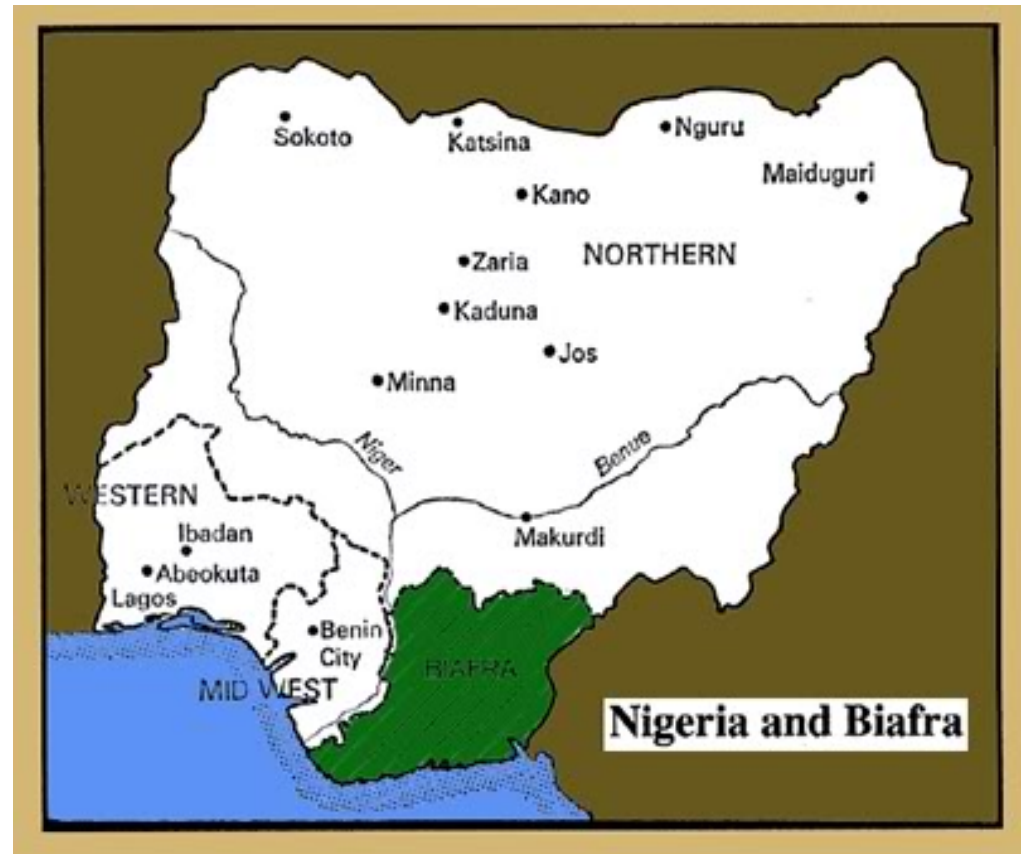 Sokoto
Katsina
Nguru
Maiduguri
Kano
Zaria
NORTHERN
Kaduna
Jos
Minna
Niger
Benue
WESTERN
Makurdi
Ibadan
Abeokuta
Lagos
Benin
City
BIAFRA
MID WEST
Nigeria and Biafra